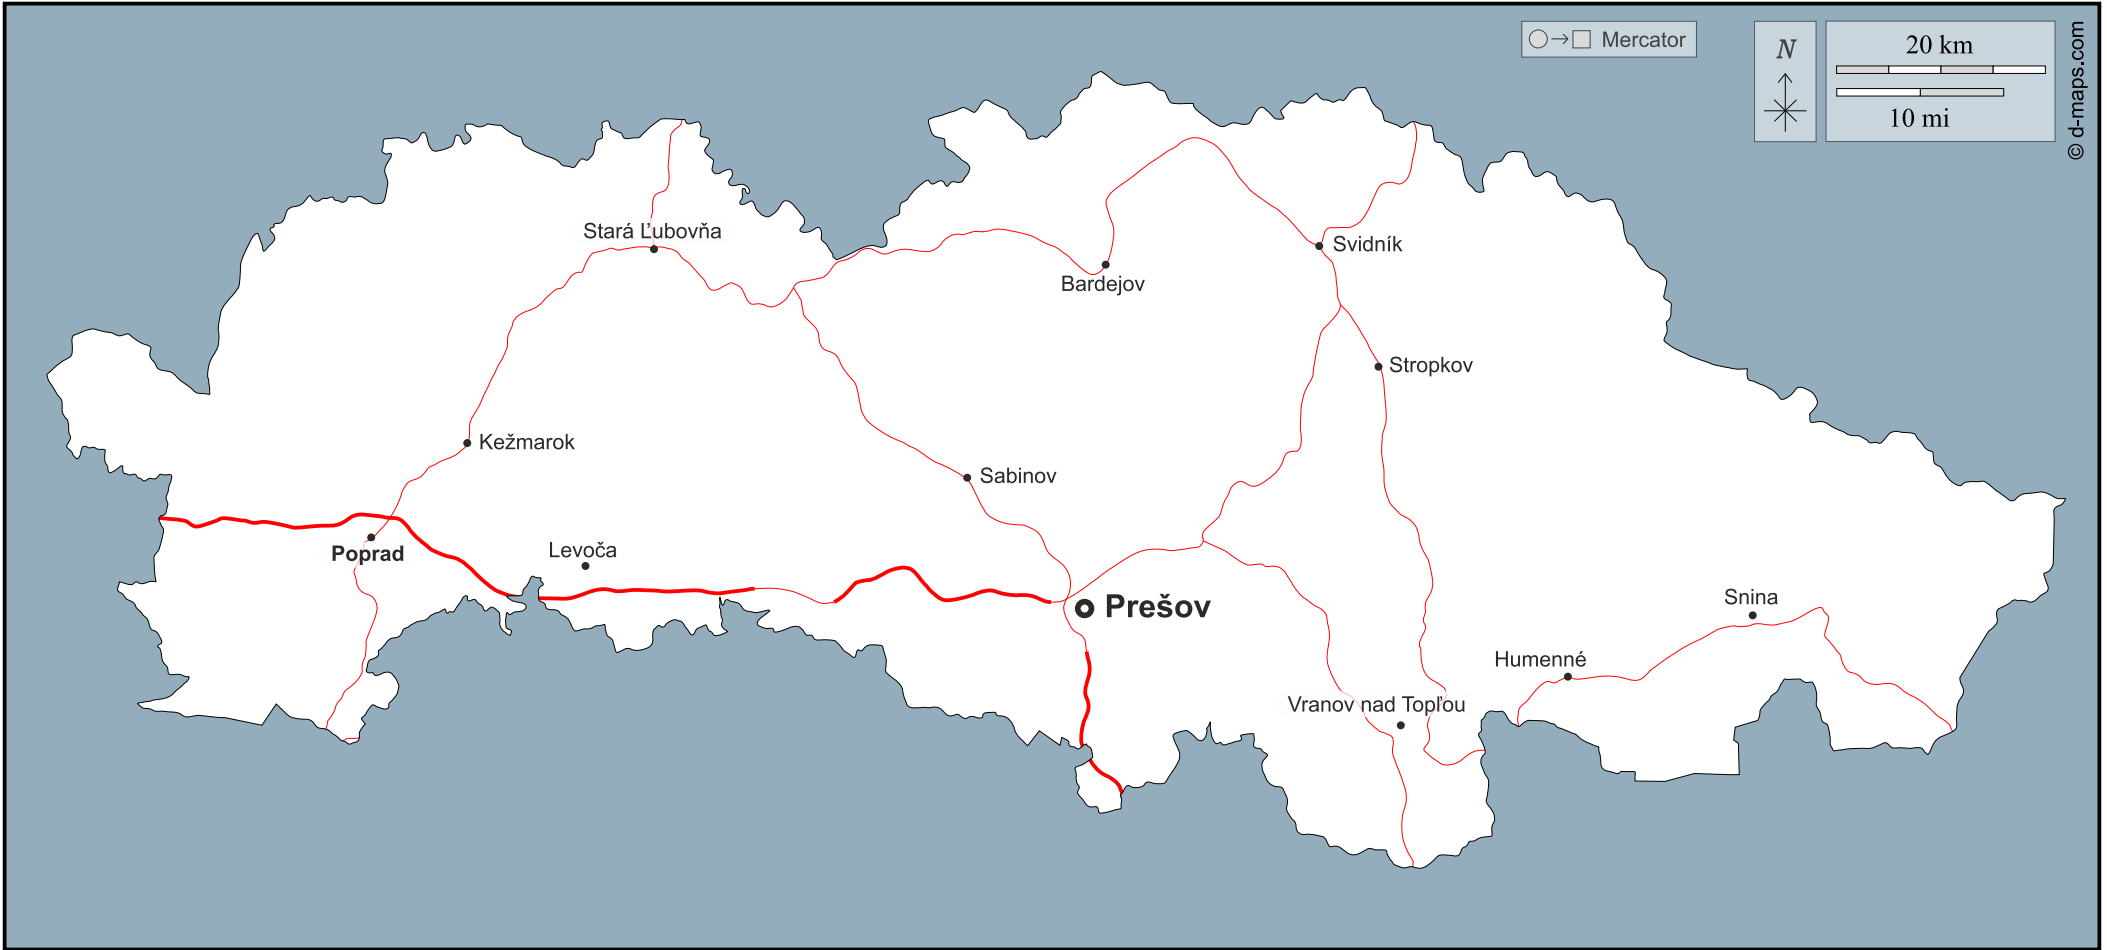 Mercator
N
20 km
10 mi
© d-maps.com
Stará Ľubovňa
Svidník
Bardejov
Stropkov
Kežmarok
Sabinov
Poprad
Levoča
Prešov
Snina
Humenné
Vranov nad Topľou